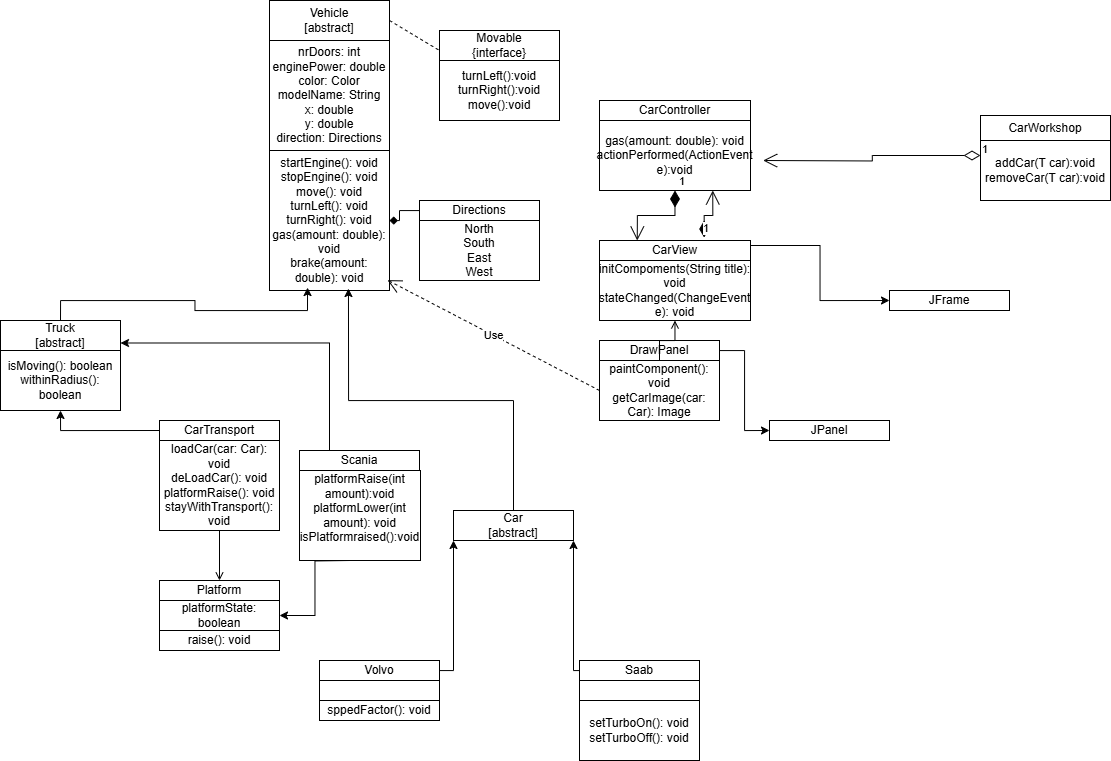 Vehicle
[abstract]
nrDoors: int
enginePower: double
color: Color
modelName: String
x: double
y: double
direction: Directions
startEngine(): void
stopEngine(): void
move(): void
turnLeft(): void
turnRight(): void
gas(amount: double):
void
brake(amount:
double): void
Movable
{interface}
turnLeft():void
turnRight():void
move():void
Directions
North
South
East
West
CarController
gas(amount: double): void
actionPerformed(ActionEvent
e):void
1
CarWorkshop
1
addCar(T car):void
removeCar(T car):void
1
CarView
initCompoments(String title):
void
stateChanged(ChangeEvent
e): void
JFrame
Use
DrawPanel
paintComponent():
void
getCarImage(car:
Car): Image
JPanel
Truck
[abstract]
isMoving(): boolean
withinRadius():
boolean
CarTransport
loadCar(car: Car):
void
deLoadCar(): void
platformRaise(): void
stayWithTransport():
void
Scania
platformRaise(int
amount):void
platformLower(int
amount): void
isPlatformraised():void
Car
[abstract]
Platform
platformState:
boolean
raise(): void
Volvo
sppedFactor(): void
Saab
setTurboOn(): void
setTurboOff(): void